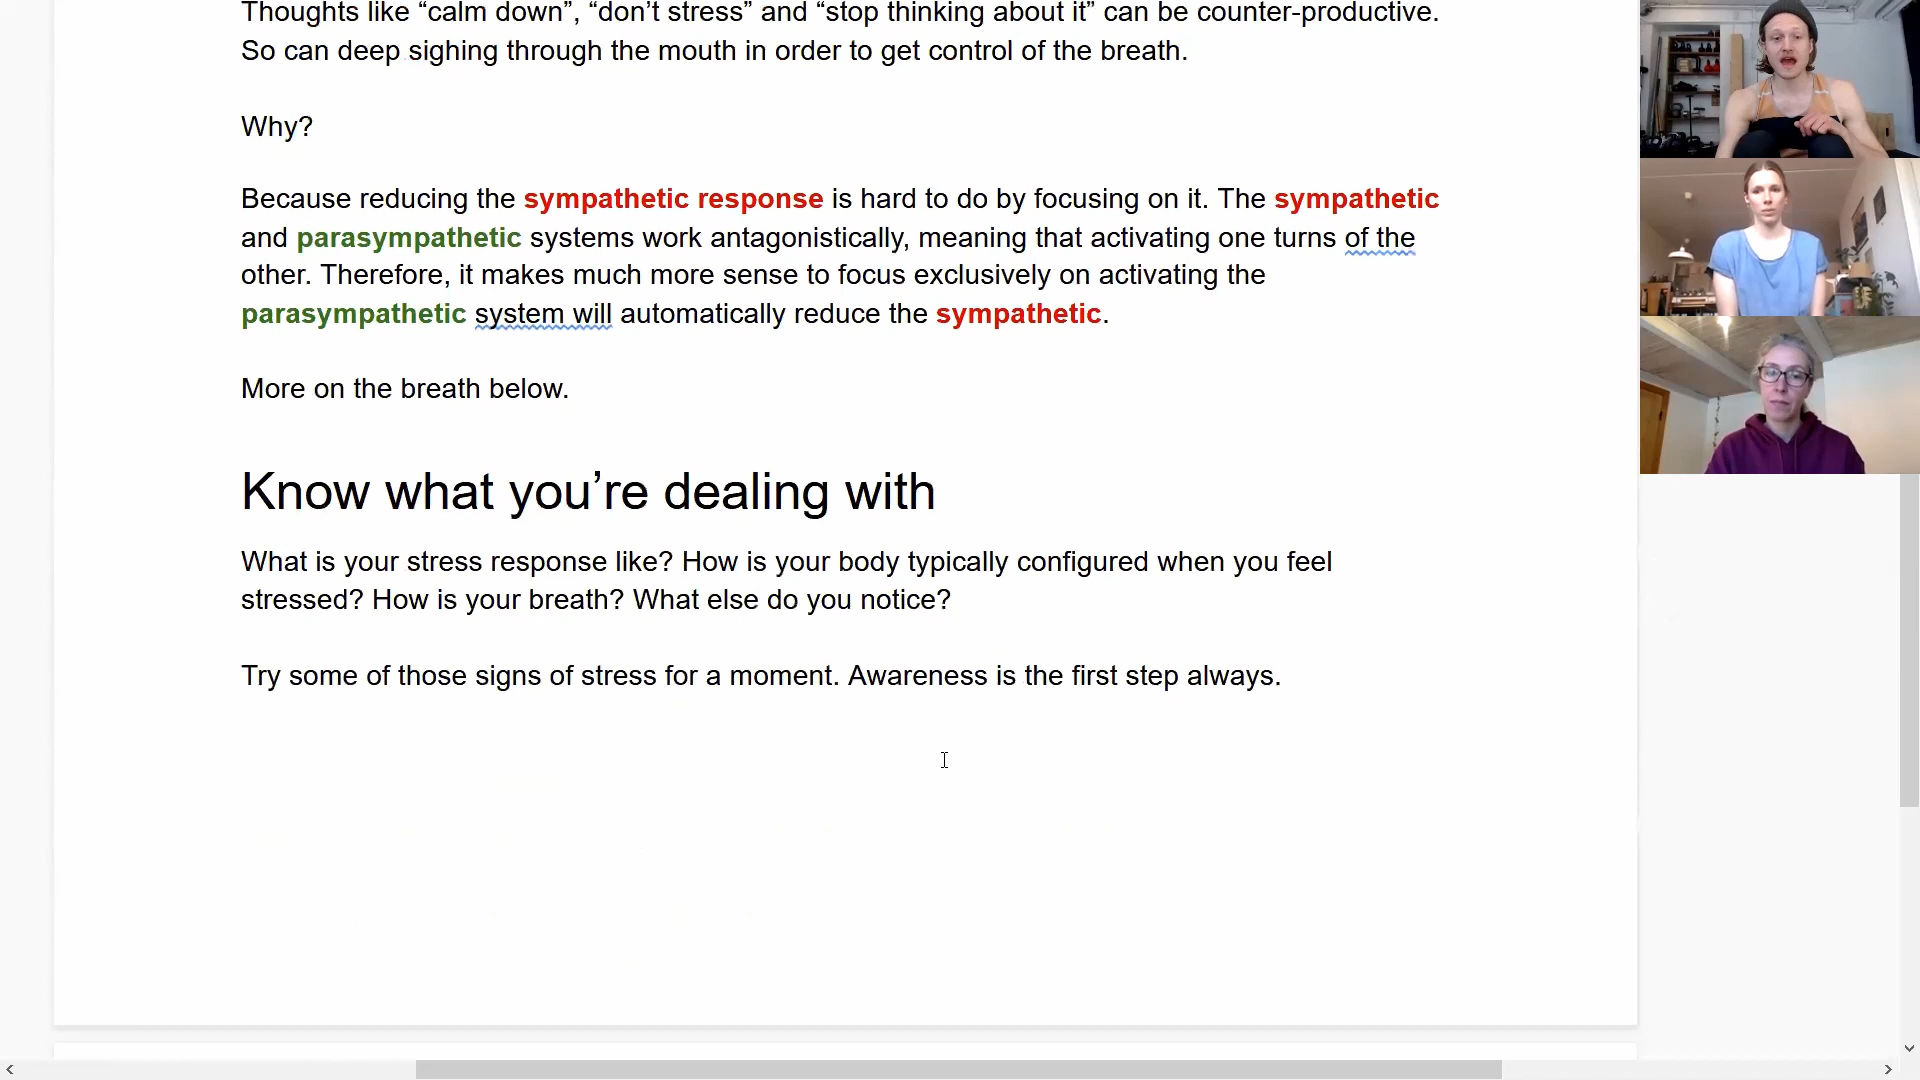 Thoughts like “calm down”, “don’t stress” and “stop thinking about it” can be counter-productive.
So can deep sighing through the mouth in order to get control of the breath.
Why?
Because reducing the sympathetic response is hard to do by focusing on it. The sympathetic
and parasympathetic systems work antagonistically, meaning that activating one turns of the
other. Therefore, it makes much more sense to focus exclusively on activating the
parasympathetic system will automatically reduce the sympathetic.
More on the breath below.
Know what you’re dealing with
What is your stress response like? How is your body typically configured when you feel
stressed? How is your breath? What else do you notice?
Try some of those signs of stress for a moment. Awareness is the first step always.